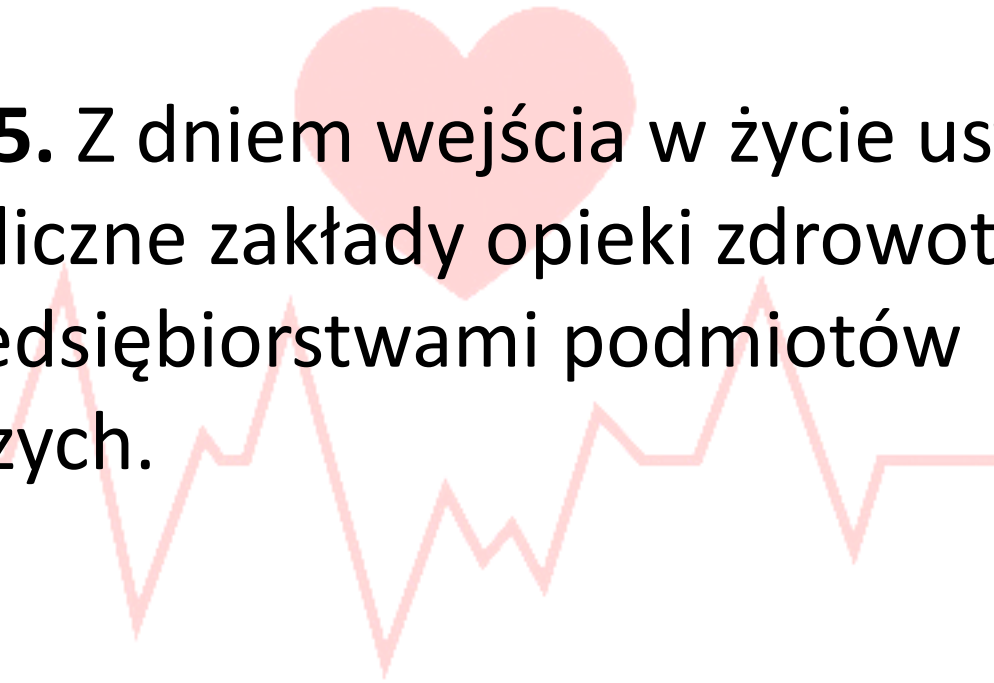 5. Z dniem wejścia w życie us
liczne zakłady opieki zdrowot
edsiębiorstwami podmiotów
zych.